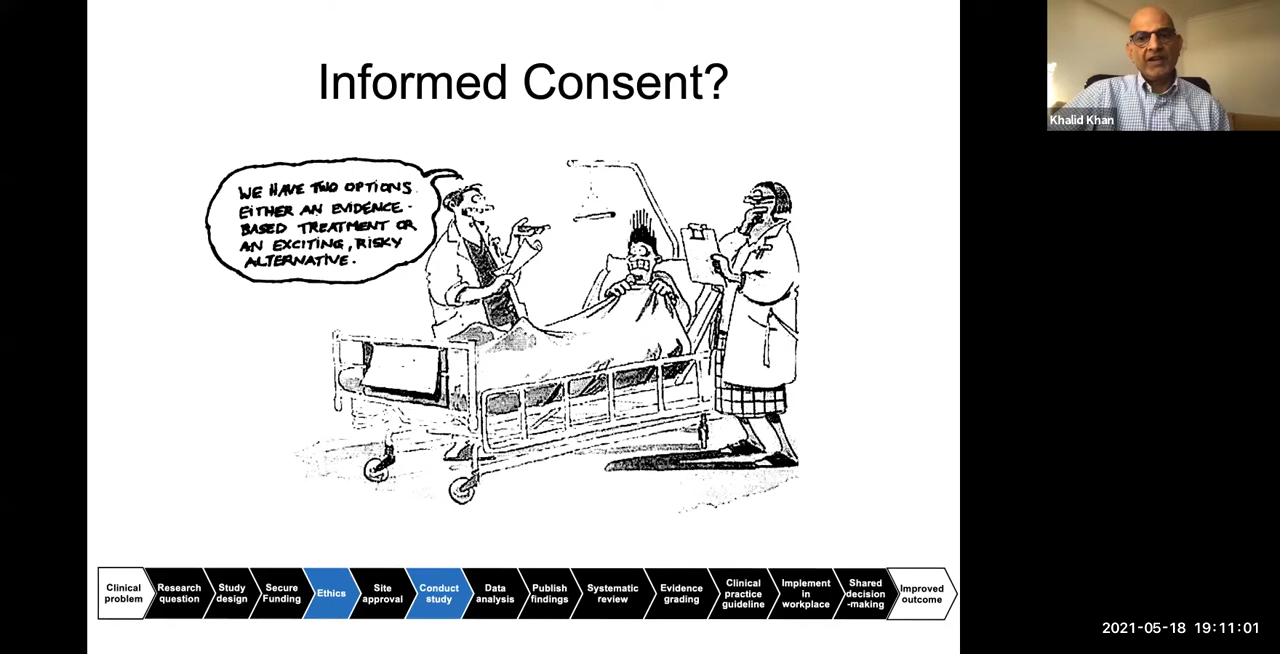 Informed Consent?
Khalid Khan
WE HAVE TWO OPTIONS
EITHER AN EVIDENCE-
BASED TREATMENT OR
AN EXCITING, RISKY
ALTERNATIVE.
Clinical
problem
Research
question
Study
design
Secure
Funding
Ethics
Site
approval
Conduct
study
Data
analysis
Publish
findings
Systematic
review
Evidence
grading
Clinical
practice
guideline
Implement
in
workplace
Shared
decision
-making
Improved
outcome
2021-05-18 19:11:01